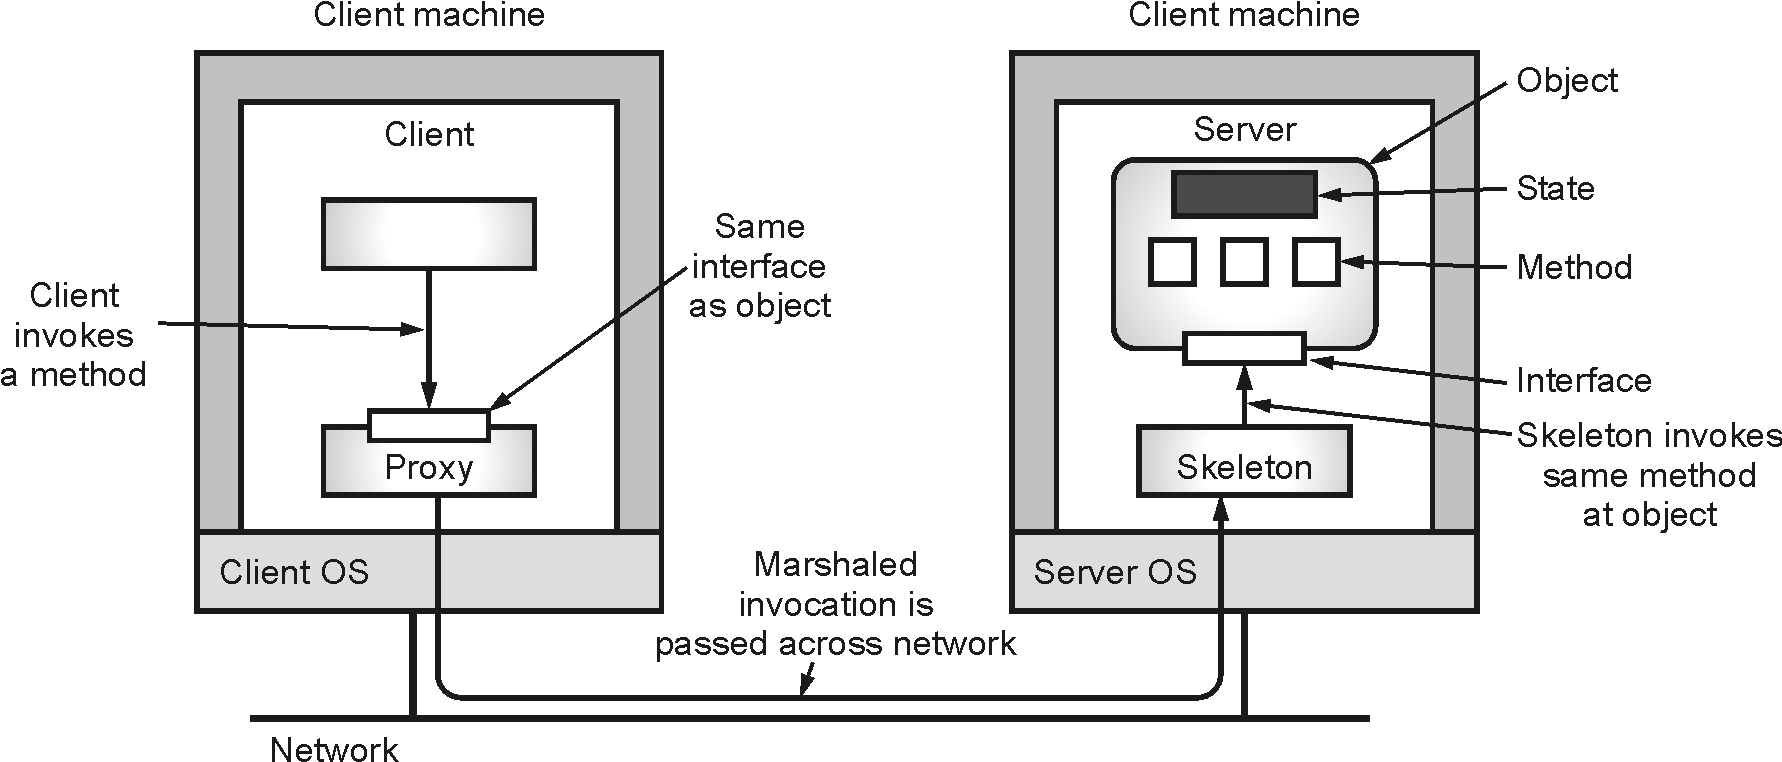 Client machine
Client machine
Client
Server
Object
State
Method
Interface
Skeleton invokes
same method
at object
Same
interface
as object
Client
invokes
a method
Proxy
Skeleton
Client OS
Server OS
Marshaled
invocation is
passed across network
Network